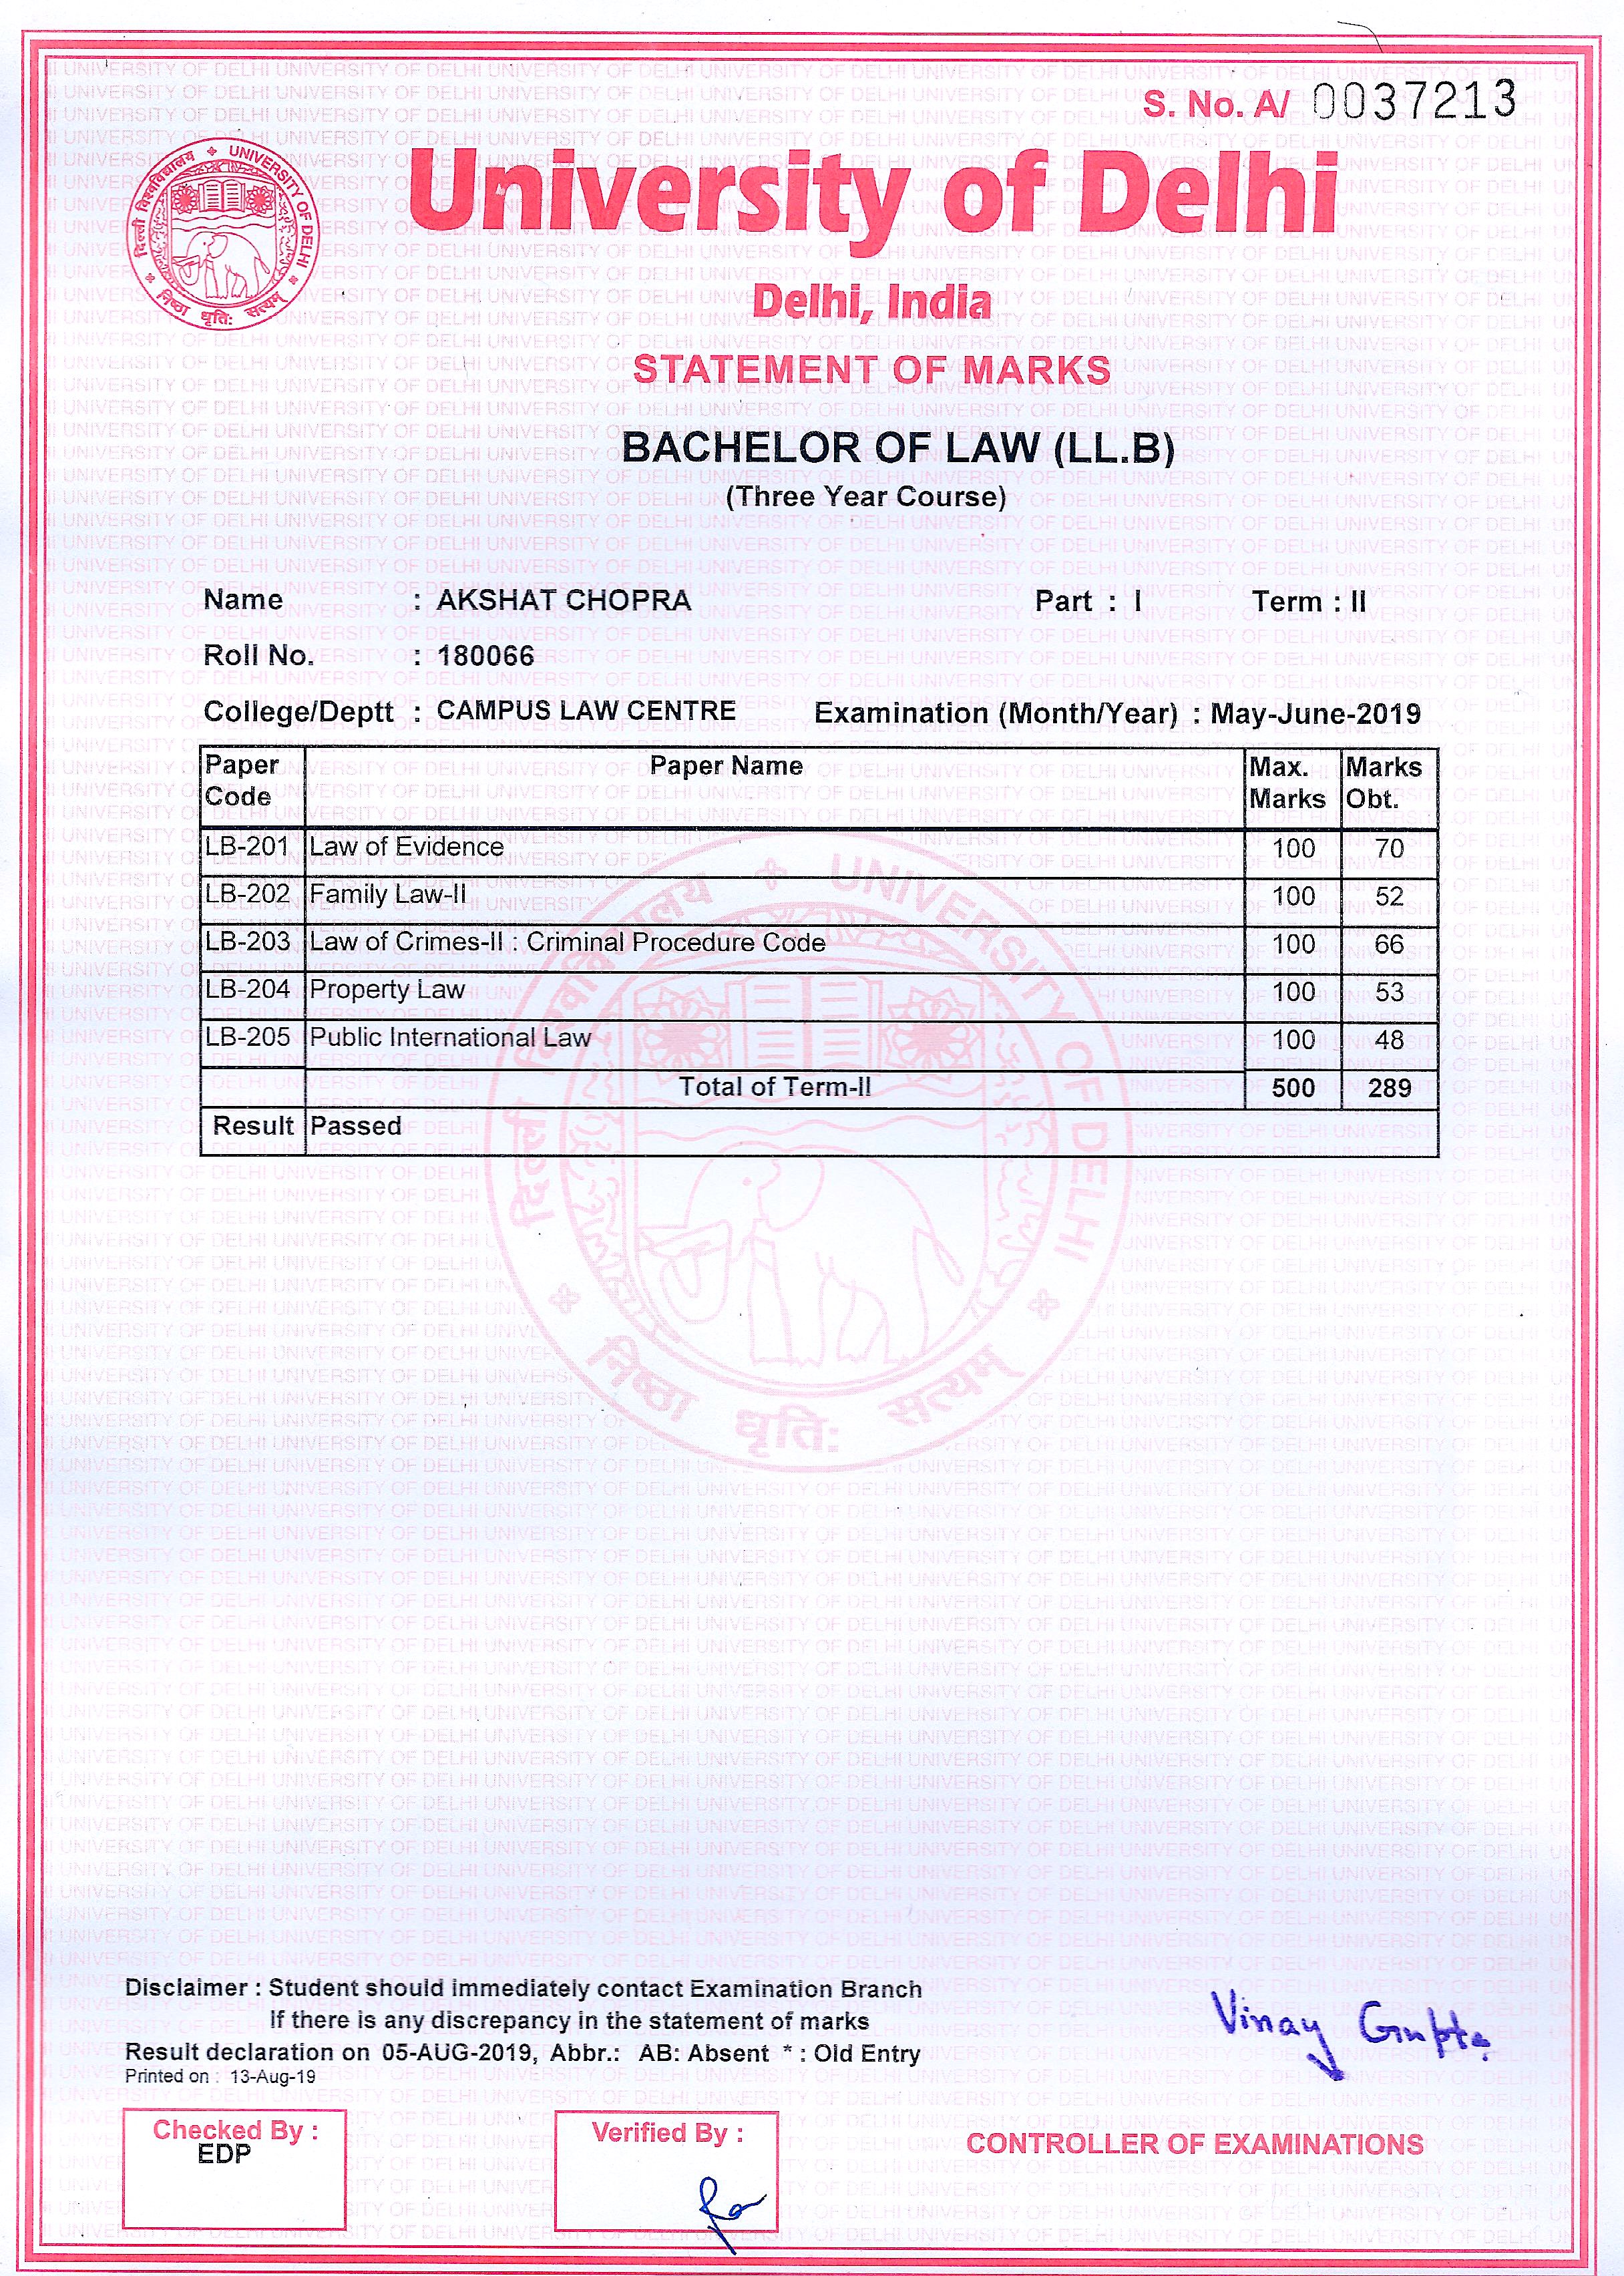 S. No. A/ 0037213
दिल्ली विश्वविद्यालय UNIVERSITY OF DELHI
निष्ठा धृति: सत्यम्
University of Delhi
Delhi, India
STATEMENT OF MARKS
BACHELOR OF LAW (LL.B)
(Three Year Course)
Name : AKSHAT CHOPRA Part : I Term : II
Roll No. : 180066
College/Deptt : CAMPUS LAW CENTRE Examination (Month/Year) : May-June-2019
Paper Code Paper Name Max. Marks Marks Obt.
LB-201 Law of Evidence 100 70
LB-202 Family Law-II 100 52
LB-203 Law of Crimes-II : Criminal Procedure Code 100 66
LB-204 Property Law 100 53
LB-205 Public International Law 100 48
Total of Term-II 500 289
Result Passed
दिल्ली विश्वविद्यालय UNIVERSITY OF DELHI
निष्ठा धृति: सत्यम्
Disclaimer : Student should immediately contact Examination Branch
If there is any discrepancy in the statement of marks
Result declaration on 05-AUG-2019, Abbr.: AB: Absent * : Old Entry
Printed on : 13-Aug-19
Vinay Gupta
Checked By :
EDP
Verified By :
CONTROLLER OF EXAMINATIONS